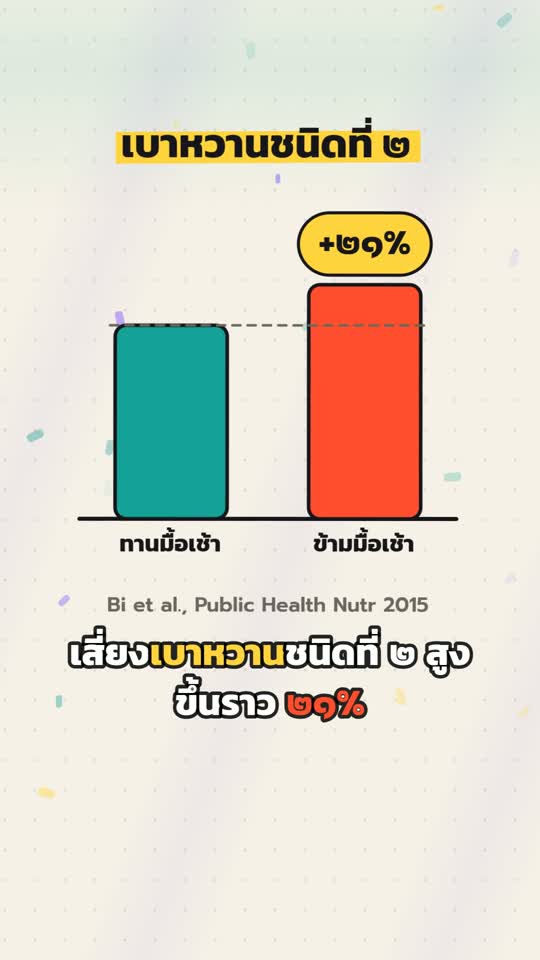 เบาหวานชนิดที่ ๒
+๒๑%
ทานมื้อเช้า
ข้ามมื้อเช้า
Bi et al., Public Health Nutr 2015
เสี่ยงเบาหวานชนิดที่ ๒ สูง
ขึ้นราว ๒๑%